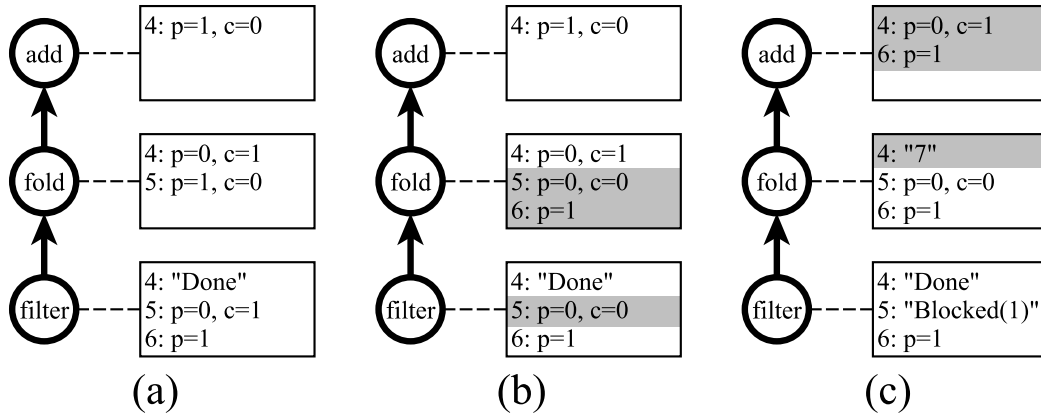 add
4: p=1, c=0
fold
4: p=0, c=1
5: p=1, c=0
filter
4: "Done"
5: p=0, c=1
6: p=1
(a)
add
4: p=1, c=0
fold
4: p=0, c=1
5: p=0, c=0
6: p=1
filter
4: "Done"
5: p=0, c=0
6: p=1
(b)
add
4: p=0, c=1
6: p=1
fold
4: "7"
5: p=0, c=0
6: p=1
filter
4: "Done"
5: "Blocked(1)"
6: p=1
(c)